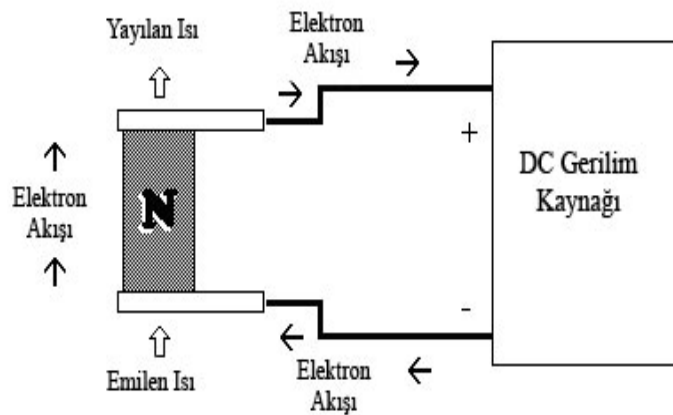 Yayılan Isı
Elektron
Akışı
+
DC Gerilim
Kaynağı
Elektron
Akışı
N
-
Emilen Isı
Elektron
Akışı